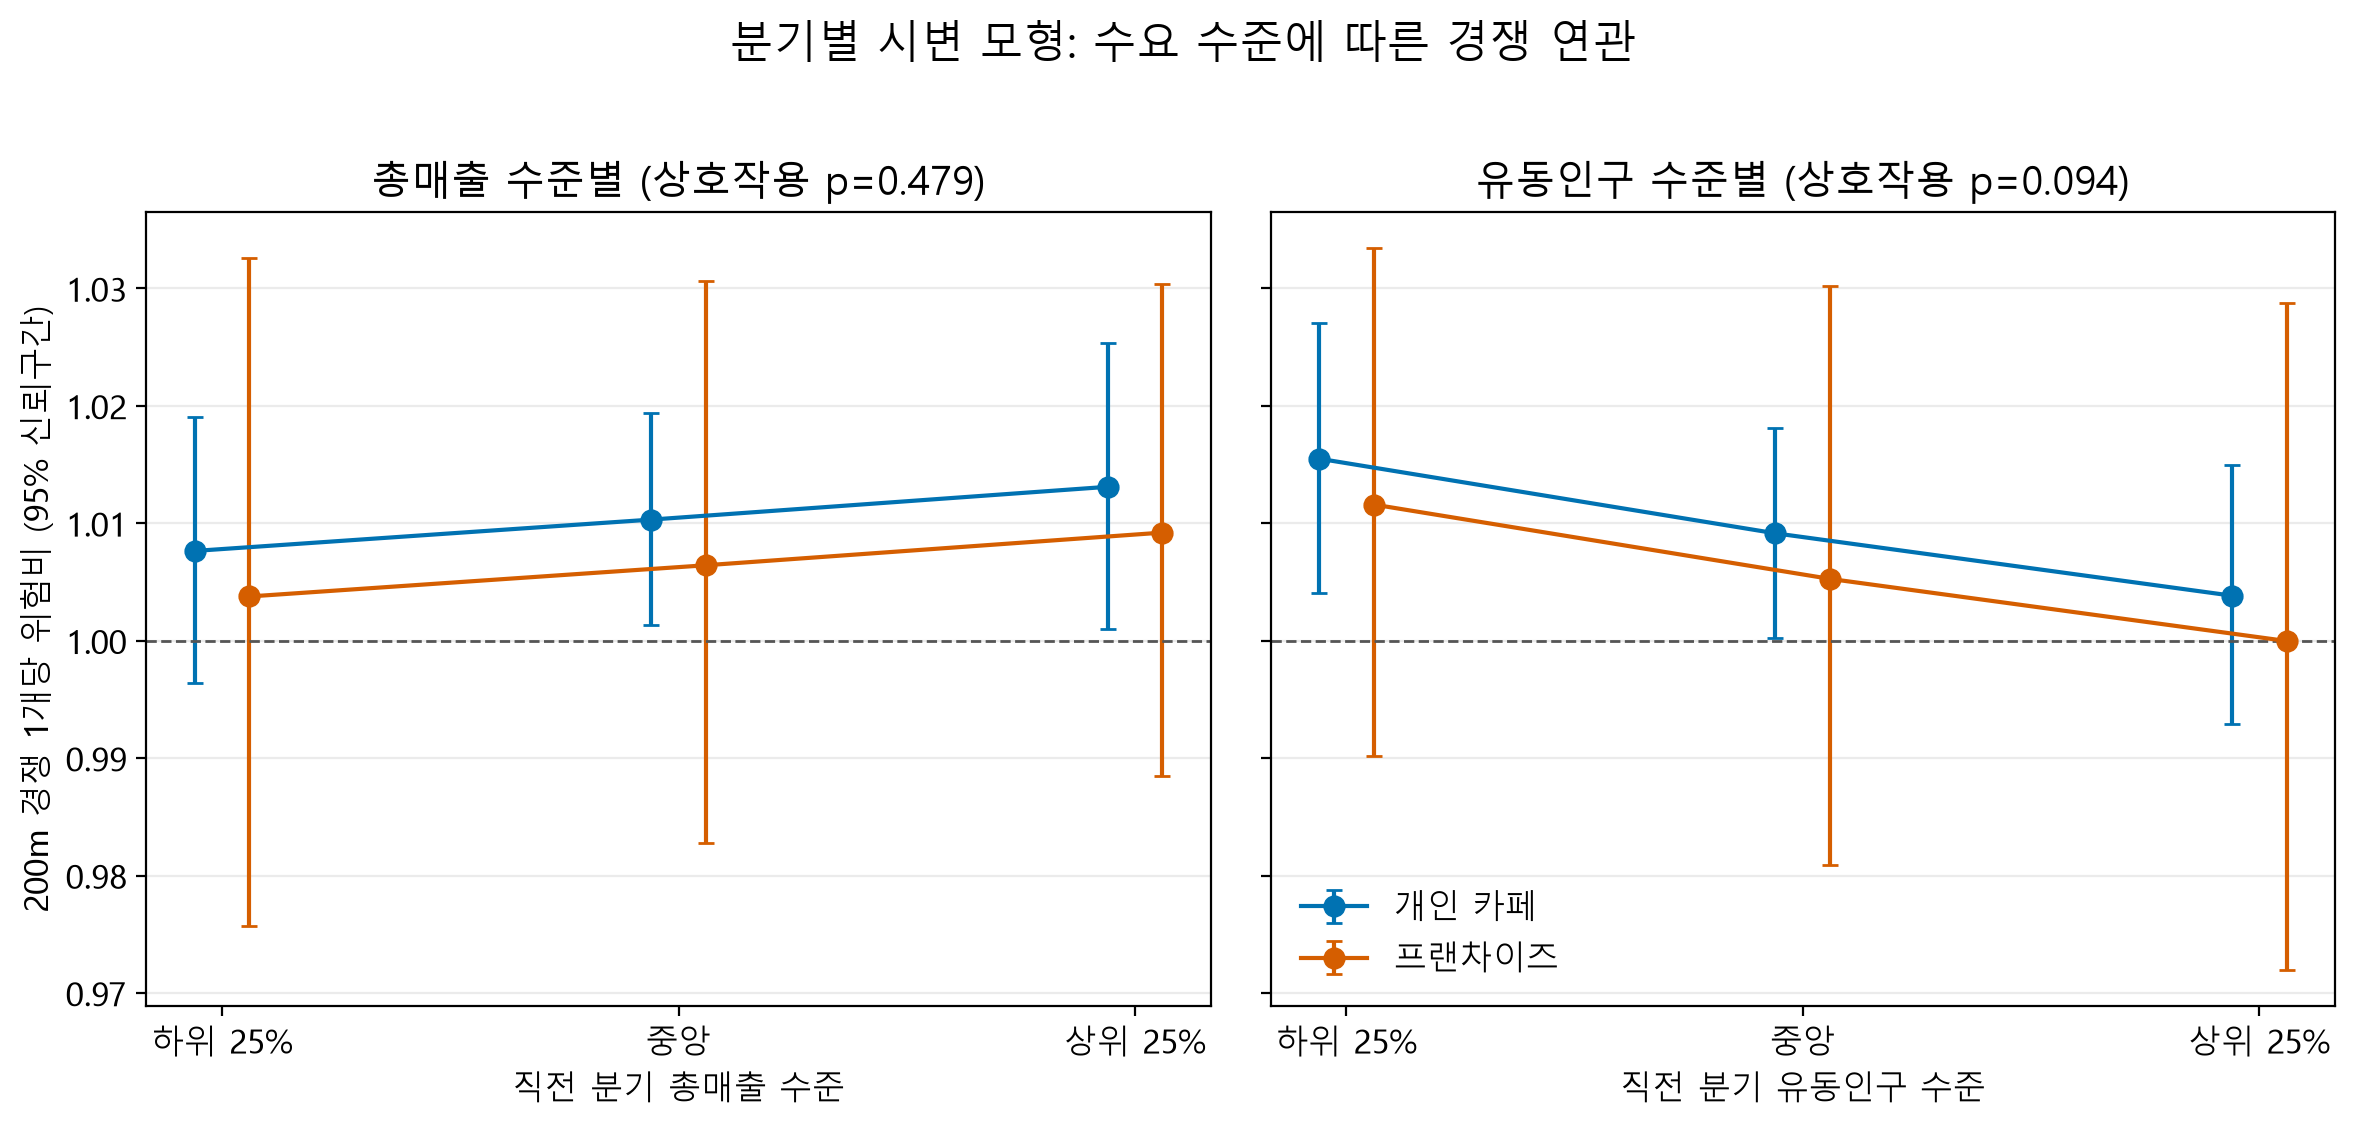 분기별 시변 모형: 수요 수준에 따른 경쟁 연관
총매출 수준별 (상호작용 p=0.479)
200m 경쟁 1개당 위험비 (95% 신뢰구간)
1.03
1.02
1.01
1.00
0.99
0.98
0.97
하위 25%
중앙
상위 25%
직전 분기 총매출 수준
유동인구 수준별 (상호작용 p=0.094)
개인 카페
프랜차이즈
하위 25%
중앙
상위 25%
직전 분기 유동인구 수준